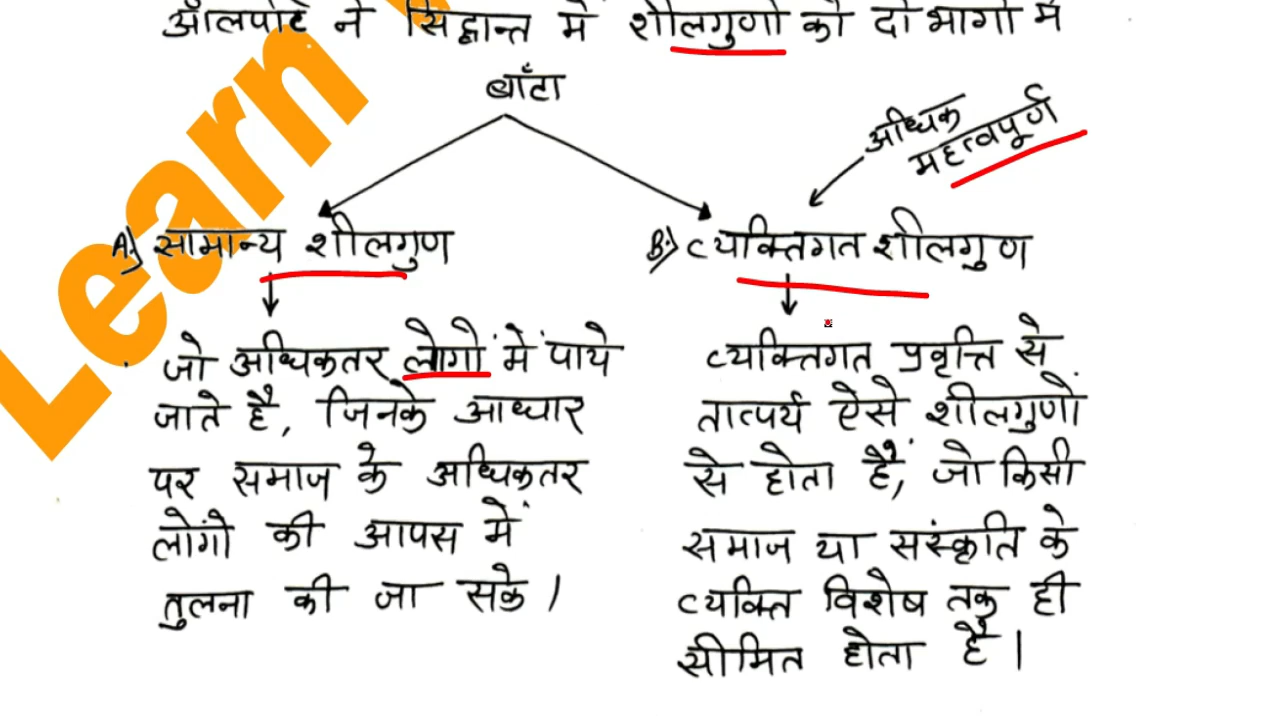 ऑलपोर्ट ने सिद्धान्त में शीलगुणों को दो भागों में
बाँटा
अधिक
महत्वपूर्ण
A.) सामान्य शीलगुण
B.) व्यक्तिगत शीलगुण
जो अधिकतर लोगों में पाये
जाते है, जिनके आधार
पर समाज के अधिकतर
लोगों की आपस में
तुलना की जा सके।
व्यक्तिगत प्रवृत्ति से
तात्पर्य ऐसे शीलगुणों
से होता है, जो किसी
समाज या संस्कृति के
व्यक्ति विशेष तक ही
सीमित होता है।
Learn